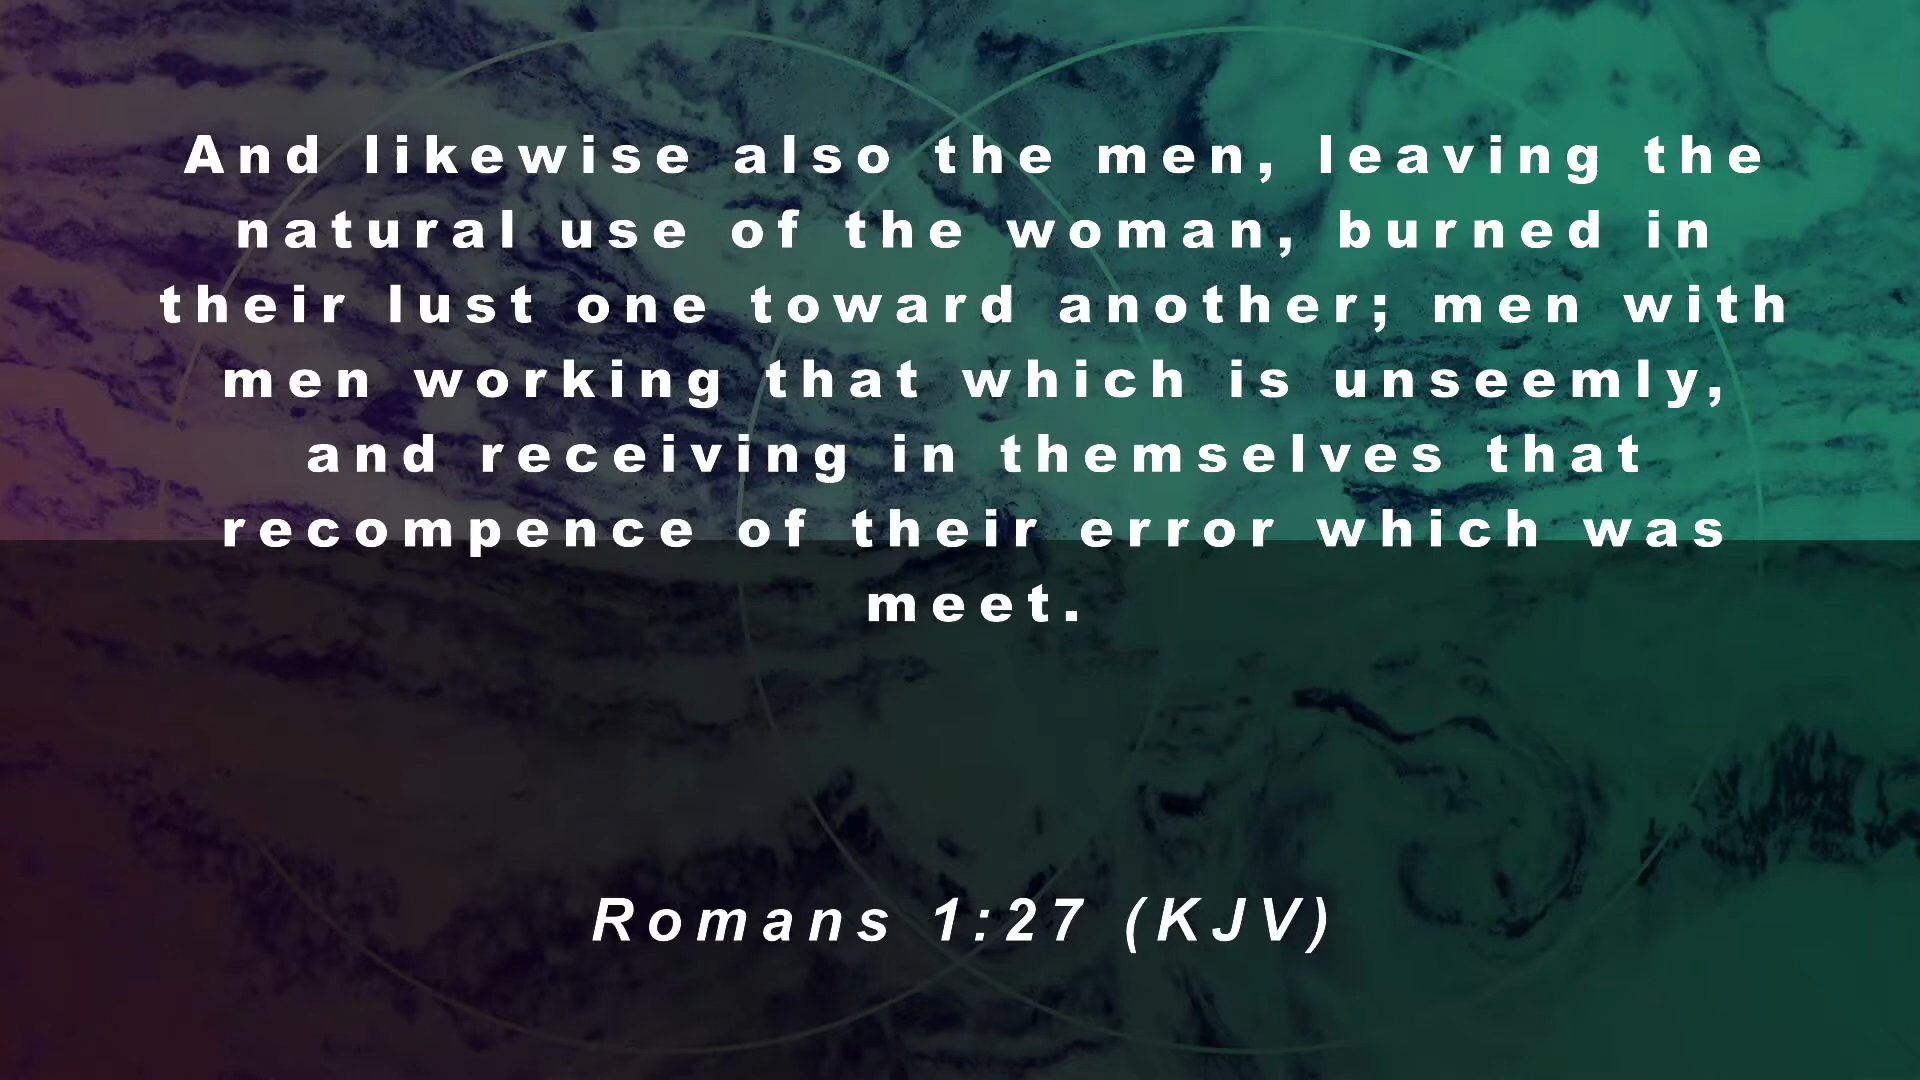 And likewise also the men, leaving the
natural use of the woman, burned in
their lust one toward another; men with
men working that which is unseemly,
and receiving in themselves that
recompence of their error which was
meet.
Romans 1:27 (KJV)